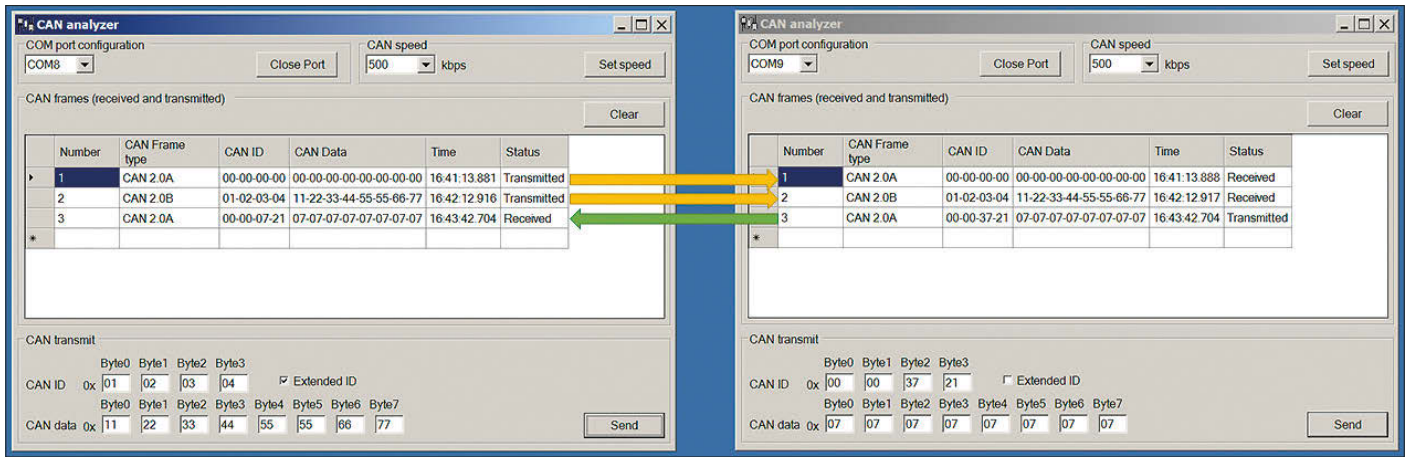 CAN analyzer
COM port configuration
CAN speed
COM8
Close Port
500
kbps
Set speed
CAN frames (received and transmitted)
Clear
Number CAN Frame type CAN ID CAN Data Time Status
1 CAN 2.0A 00-00-00-00 00-00-00-00-00-00-00-00 16:41:13.881 Transmitted
2 CAN 2.0B 01-02-03-04 11-22-33-44-55-55-66-77 16:42:12.916 Transmitted
3 CAN 2.0A 00-00-07-21 07-07-07-07-07-07-07-07 16:43:42.704 Received
*
CAN transmit
Byte0 Byte1 Byte2 Byte3
CAN ID 0x 01 02 03 04 Extended ID
Byte0 Byte1 Byte2 Byte3 Byte4 Byte5 Byte6 Byte7
CAN data 0x 11 22 33 44 55 55 66 77
Send
CAN analyzer
COM port configuration
CAN speed
COM9
Close Port
500
kbps
Set speed
CAN frames (received and transmitted)
Clear
Number CAN Frame type CAN ID CAN Data Time Status
1 CAN 2.0A 00-00-00-00 00-00-00-00-00-00-00-00 16:41:13.888 Received
2 CAN 2.0B 01-02-03-04 11-22-33-44-55-55-66-77 16:42:12.917 Received
3 CAN 2.0A 00-00-37-21 07-07-07-07-07-07-07-07 16:43:42.704 Transmitted
*
CAN transmit
Byte0 Byte1 Byte2 Byte3
CAN ID 0x 00 00 37 21 Extended ID
Byte0 Byte1 Byte2 Byte3 Byte4 Byte5 Byte6 Byte7
CAN data 0x 07 07 07 07 07 07 07 07
Send